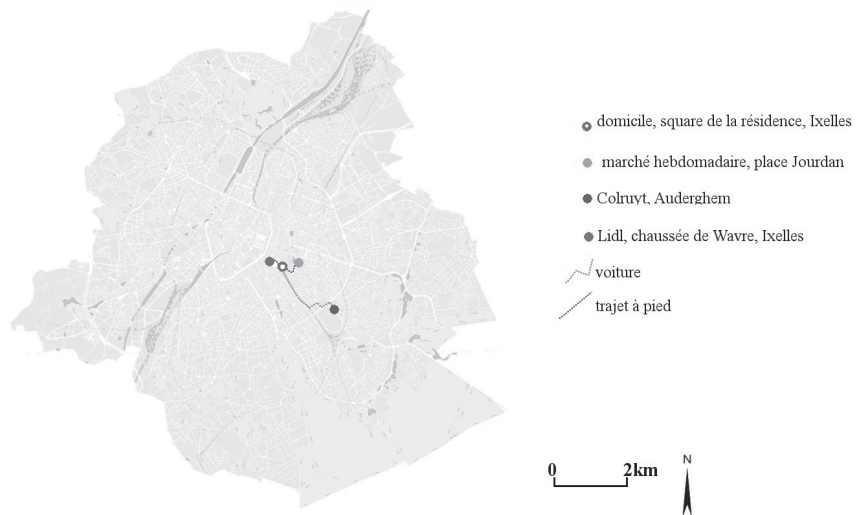 domicile, square de la résidence, Ixelles
marché hebdomadaire, place Jourdan
Colruyt, Auderghem
Lidl, chaussée de Wavre, Ixelles
voiture
trajet à pied
0 2km
N